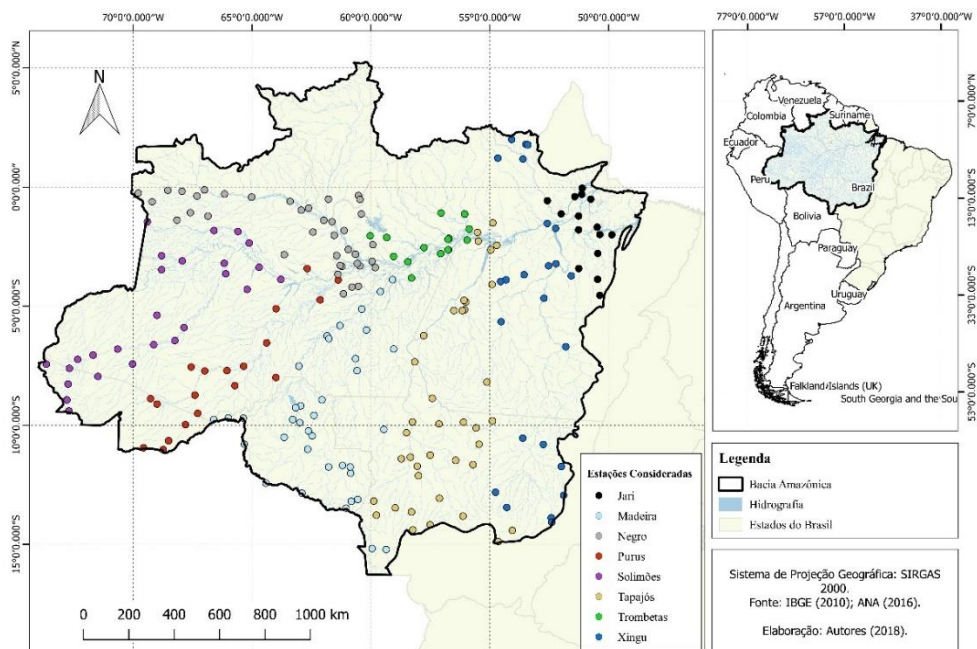 70°0'0.000"W
65°0'0.000"W
60°0'0.000"W
55°0'0.000"W
50°0'0.000"W
5°0'0.000"N
0°0'0.000"N
5°0'0.000"S
10°0'0.000"S
15°0'0.000"S
N
0 200 400 600 800 1000 km
Estações Consideradas
Jari
Madeira
Negro
Purus
Solimões
Tapajós
Trombetas
Xingu
77°0'0.000"W
57°0'0.000"W
37°0'0.000"W
7°0'0.000"N
13°0'0.000"S
33°0'0.000"S
53°0'0.000"S
Venezuela
Colombia
Suriname
Ecuador
Peru
Brazil
Bolivia
Paraguay
Uruguay
Argentina
Falkland Islands (UK)
South Georgia and the Sou
Legenda
Bacia Amazônica
Hidrografia
Estados do Brasil
Sistema de Projeção Geográfica: SIRGAS
2000.
Fonte: IBGE (2010); ANA (2016).
Elaboração: Autores (2018).